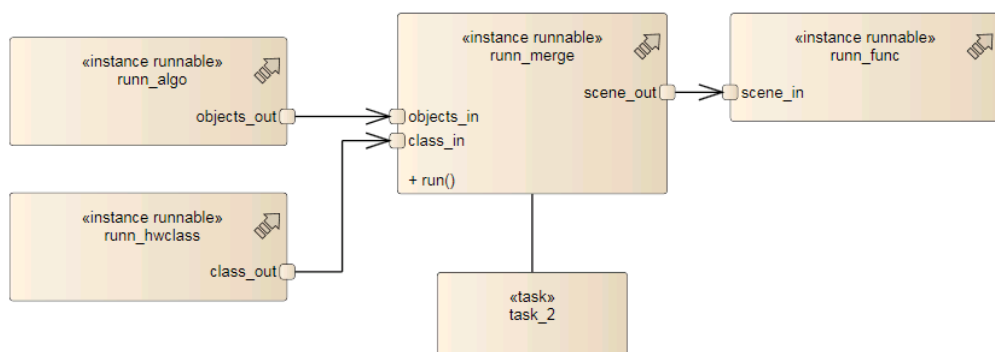 «instance runnable»
runn_algo
objects_out
«instance runnable»
runn_hwclass
class_out
«instance runnable»
runn_merge
scene_out
objects_in
class_in
+ run()
«task»
task_2
«instance runnable»
runn_func
scene_in